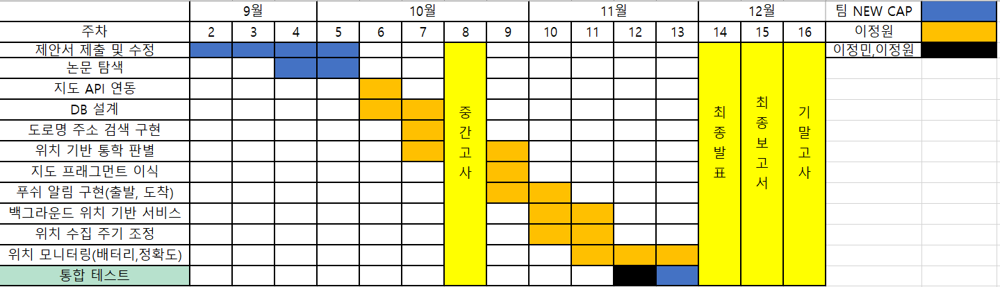 9월 10월 11월 12월 팀 NEW CAP
주차 2 3 4 5 6 7 8 9 10 11 12 13 14 15 16 이정원
제안서 제출 및 수정 이정민,이정원
논문 탐색
지도 API 연동
DB 설계
도로명 주소 검색 구현
위치 기반 통학 판별
지도 프래그먼트 이식
푸쉬 알림 구현(출발, 도착)
백그라운드 위치 기반 서비스
위치 수집 주기 조정
위치 모니터링(배터리,정확도)
통합 테스트
중간고사
최종발표
최종보고서
기말고사